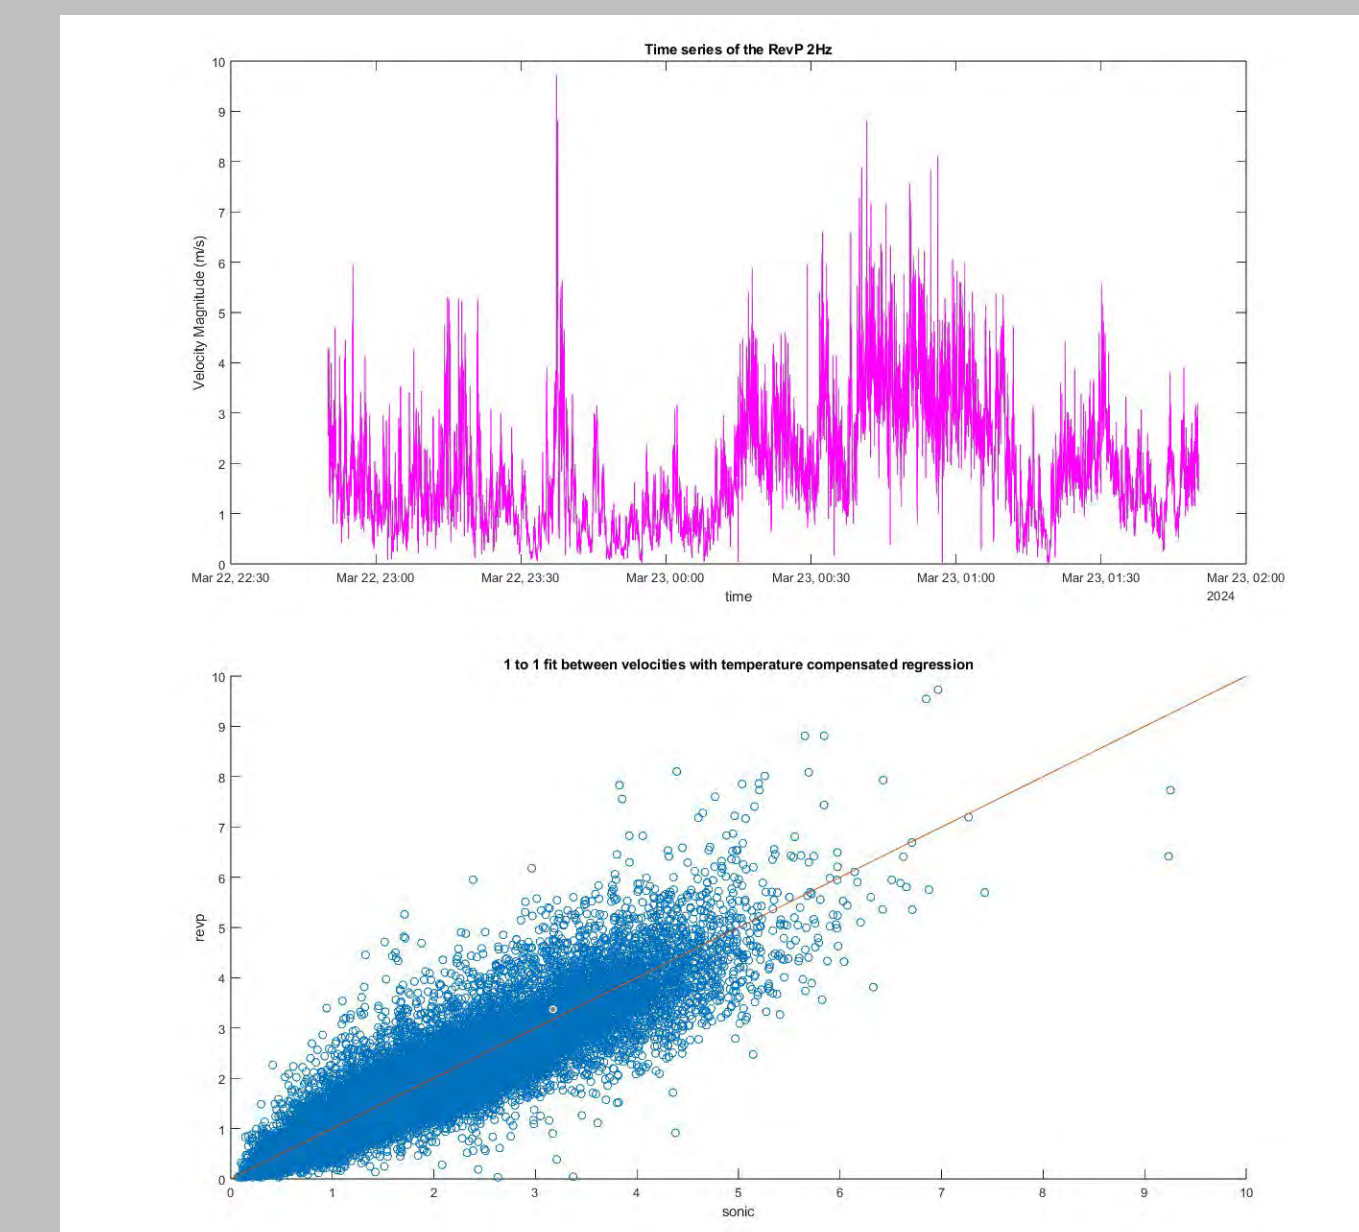 Time series of the RevP 2Hz
10
9
8
7
6
5
4
3
2
1
0
Velocity Magnitude (m/s)
Mar 22, 22:30 Mar 22, 23:00 Mar 22, 23:30 Mar 23, 00:00 Mar 23, 00:30 Mar 23, 01:00 Mar 23, 01:30 Mar 23, 02:00
time 2024
1 to 1 fit between velocities with temperature compensated regression
10
9
8
7
6
5
4
3
2
1
0
revp
0 1 2 3 4 5 6 7 8 9 10
sonic